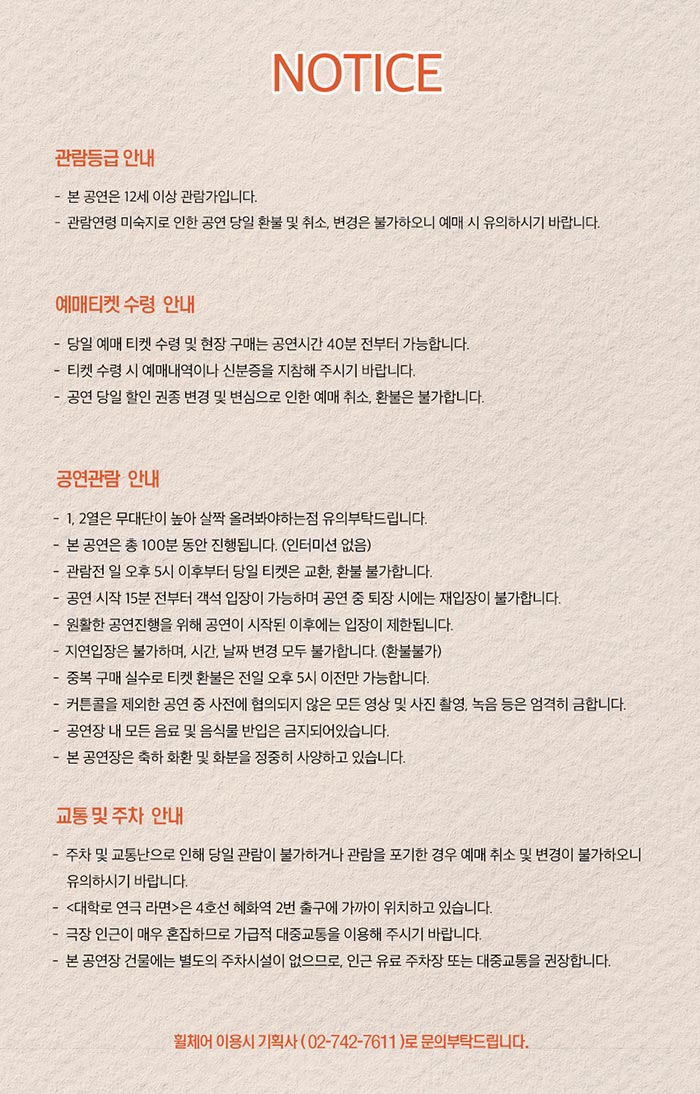 NOTICE
관람등급 안내
- 본 공연은 12세 이상 관람가입니다.
- 관람연령 미숙지로 인한 공연 당일 환불 및 취소, 변경은 불가하오니 예매 시 유의하시기 바랍니다.
예매티켓 수령 안내
- 당일 예매 티켓 수령 및 현장 구매는 공연시간 40분 전부터 가능합니다.
- 티켓 수령 시 예매내역이나 신분증을 지참해 주시기 바랍니다.
- 공연 당일 할인 권종 변경 및 변심으로 인한 예매 취소, 환불은 불가합니다.
공연관람 안내
- 1, 2열은 무대단이 높아 살짝 올려봐야하는점 유의부탁드립니다.
- 본 공연은 총 100분 동안 진행됩니다. (인터미션 없음)
- 관람전 일 오후 5시 이후부터 당일 티켓은 교환, 환불 불가합니다.
- 공연 시작 15분 전부터 객석 입장이 가능하며 공연 중 퇴장 시에는 재입장이 불가합니다.
- 원활한 공연진행을 위해 공연이 시작된 이후에는 입장이 제한됩니다.
- 지연입장은 불가하며, 시간, 날짜 변경 모두 불가합니다. (환불불가)
- 중복 구매 실수로 티켓 환불은 전일 오후 5시 이전만 가능합니다.
- 커튼콜을 제외한 공연 중 사전에 협의되지 않은 모든 영상 및 사진 촬영, 녹음 등은 엄격히 금합니다.
- 공연장 내 모든 음료 및 음식물 반입은 금지되어있습니다.
- 본 공연장은 축하 화환 및 화분을 정중히 사양하고 있습니다.
교통 및 주차 안내
- 주차 및 교통난으로 인해 당일 관람이 불가하거나 관람을 포기한 경우 예매 취소 및 변경이 불가하오니
유의하시기 바랍니다.
- <대학로 연극 라면>은 4호선 혜화역 2번 출구에 가까이 위치하고 있습니다.
- 극장 인근이 매우 혼잡하므로 가급적 대중교통을 이용해 주시기 바랍니다.
- 본 공연장 건물에는 별도의 주차시설이 없으므로, 인근 유료 주차장 또는 대중교통을 권장합니다.
휠체어 이용시 기획사 ( 02-742-7611 )로 문의부탁드립니다.